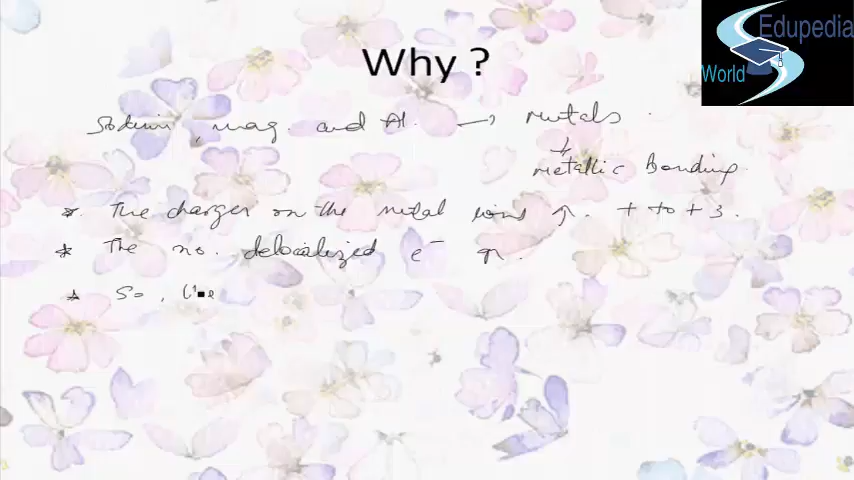 Edupedia
World
Why ?
Sodium, mag. and Al. → metals.
↓
metallic Bonding.
* The charges on the metal ions ↑. + to + 3.
* The no. delocalized e⁻ ↑.
* So,